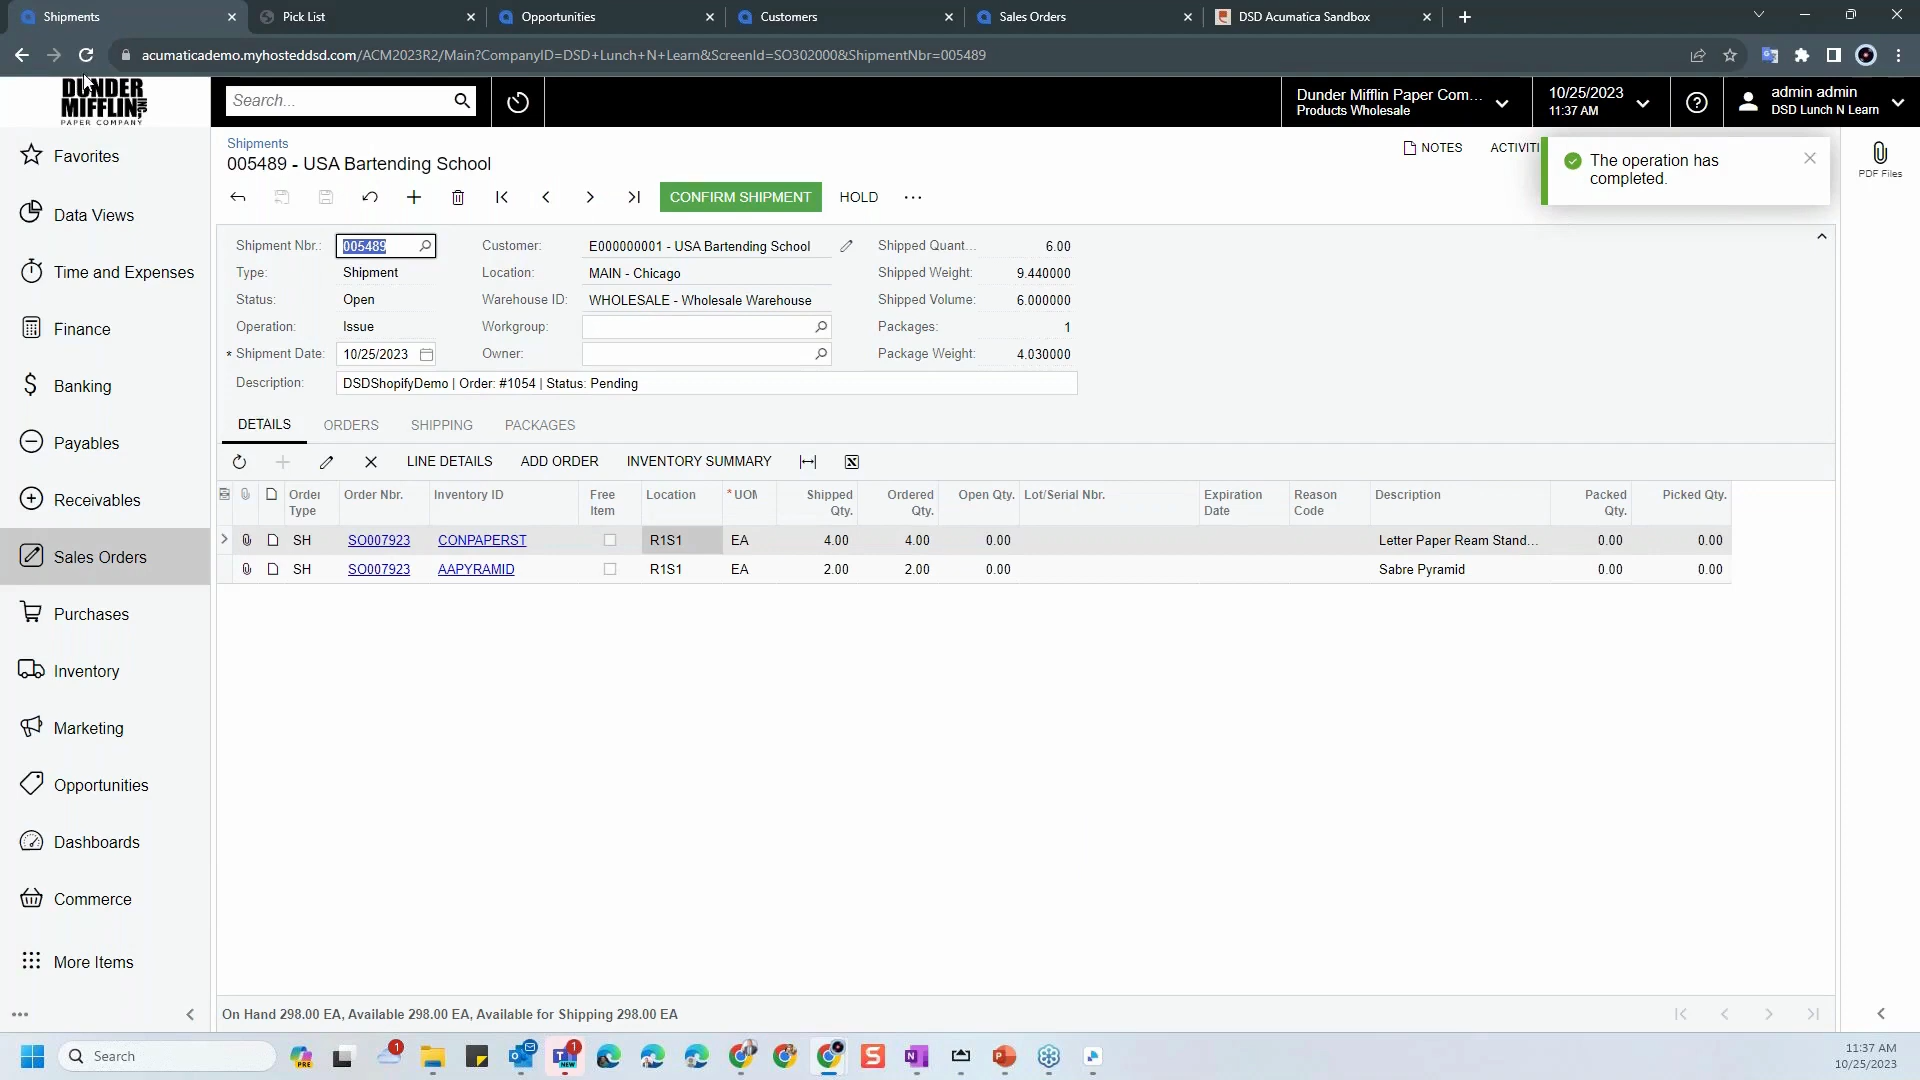 Shipments
Pick List
Opportunities
Customers
Sales Orders
DSD Acumatica Sandbox
acumaticademo.myhosteddsd.com/ACM2023R2/Main?CompanyID=DSD+Lunch+N+Learn&ScreenId=SO302000&ShipmentNbr=005489
DUNDER
MIFFLIN INC
PAPER COMPANY
Search...
Dunder Mifflin Paper Com...
Products Wholesale
10/25/2023
11:37 AM
admin admin
DSD Lunch N Learn
Favorites
Data Views
Time and Expenses
Finance
Banking
Payables
Receivables
Sales Orders
Purchases
Inventory
Marketing
Opportunities
Dashboards
Commerce
More Items
Shipments
005489 - USA Bartending School
NOTES
ACTIVITI
The operation has
completed.
PDF Files
CONFIRM SHIPMENT
HOLD
Shipment Nbr.: 005489
Type: Shipment
Status: Open
Operation: Issue
* Shipment Date: 10/25/2023
Description: DSDShopifyDemo | Order: #1054 | Status: Pending
Customer: E000000001 - USA Bartending School
Location: MAIN - Chicago
Warehouse ID: WHOLESALE - Wholesale Warehouse
Workgroup:
Owner:
Shipped Quant... 6.00
Shipped Weight: 9.440000
Shipped Volume: 6.000000
Packages: 1
Package Weight: 4.030000
DETAILS
ORDERS
SHIPPING
PACKAGES
LINE DETAILS
ADD ORDER
INVENTORY SUMMARY
Order Type Order Nbr. Inventory ID Free Item Location * UOM Shipped Qty. Ordered Qty. Open Qty. Lot/Serial Nbr. Expiration Date Reason Code Description Packed Qty. Picked Qty.
SH SO007923 CONPAPERST R1S1 EA 4.00 4.00 0.00 Letter Paper Ream Stand... 0.00 0.00
SH SO007923 AAPYRAMID R1S1 EA 2.00 2.00 0.00 Sabre Pyramid 0.00 0.00
On Hand 298.00 EA, Available 298.00 EA, Available for Shipping 298.00 EA
Search
PRE
1
1
NEW
S
N
P
11:37 AM
10/25/2023